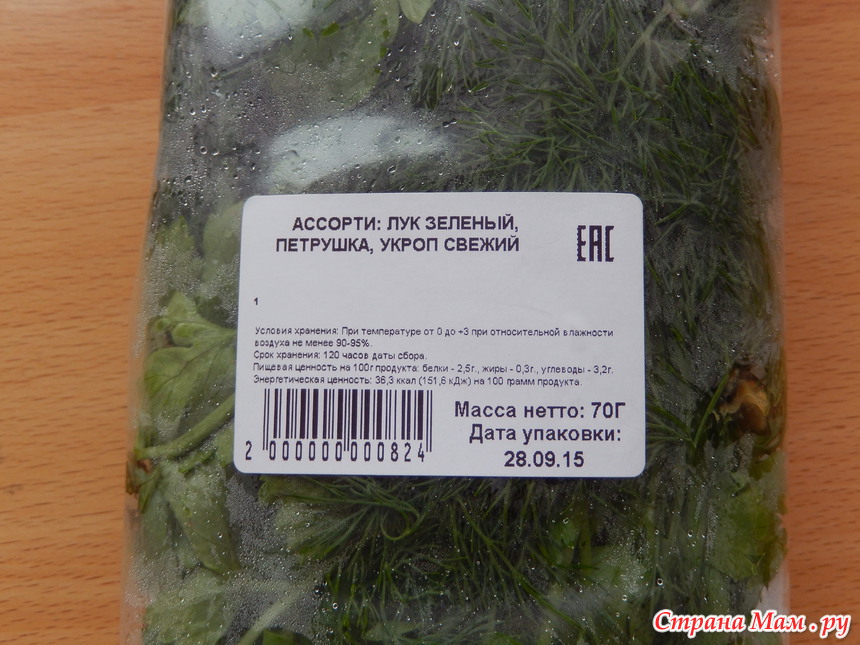 АССОРТИ: ЛУК ЗЕЛЕНЫЙ,
ПЕТРУШКА, УКРОП СВЕЖИЙ
ЕАС
1
Условия хранения: При температуре от 0 до +3 при относительной влажности
воздуха не менее 90-95%.
Срок хранения: 120 часов даты сбора.
Пищевая ценность на 100г продукта: белки - 2,5г., жиры - 0,3г., углеводы - 3,2г.
Энергетическая ценность: 36,3 ккал (151,6 кДж) на 100 грамм продукта.
Масса нетто: 70Г
Дата упаковки:
28.09.15
2 000000 000824
Страна Мам.ру